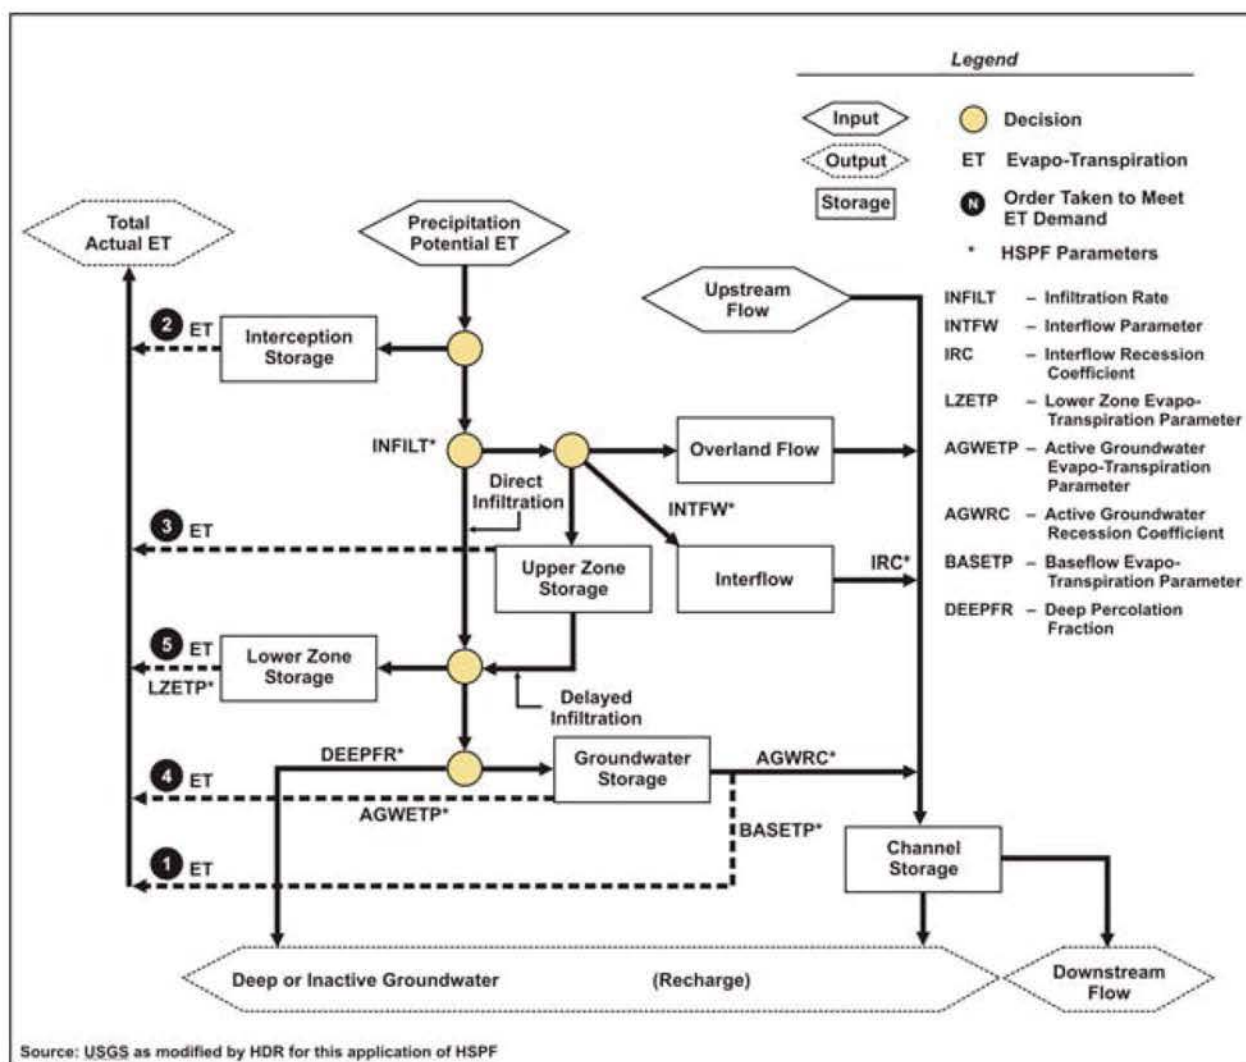 Legend
Input
Decision
Output
ET Evapo-Transpiration
Storage
N Order Taken to Meet
ET Demand
* HSPF Parameters
Total
Actual ET
Precipitation
Potential ET
Upstream
Flow
INFILT – Infiltration Rate
INTFW – Interflow Parameter
IRC – Interflow Recession
Coefficient
LZETP – Lower Zone Evapo-
Transpiration Parameter
AGWETP – Active Groundwater
Evapo-Transpiration
Parameter
AGWRC – Active Groundwater
Recession Coefficient
BASETP – Baseflow Evapo-
Transpiration Parameter
DEEPFR – Deep Percolation
Fraction
2 ET
Interception
Storage
INFILT*
Overland Flow
Direct
Infiltration
INTFW*
3 ET
Upper Zone
Storage
Interflow
IRC*
5 ET
LZETP*
Lower Zone
Storage
Delayed
Infiltration
DEEPFR*
Groundwater
Storage
AGWRC*
4 ET
AGWETP*
BASETP*
1 ET
Channel
Storage
Deep or Inactive Groundwater (Recharge)
Downstream
Flow
Source: USGS as modified by HDR for this application of HSPF